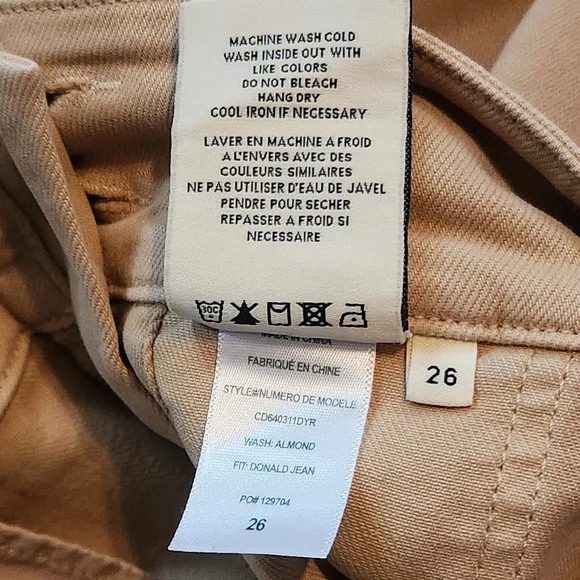 MACHINE WASH COLD
WASH INSIDE OUT WITH
LIKE COLORS
DO NOT BLEACH
HANG DRY
COOL IRON IF NECESSARY
LAVER EN MACHINE A FROID
A L'ENVERS AVEC DES
COULEURS SIMILAIRES
NE PAS UTILISER D'EAU DE JAVEL
PENDRE POUR SECHER
REPASSER A FROID SI
NECESSAIRE
30C
MADE IN CHINA
FABRIQUÉ EN CHINE
STYLE#NUMERO DE MODELE
CD640311DYR
WASH: ALMOND
FIT: DONALD JEAN
PO# 129704
26
26